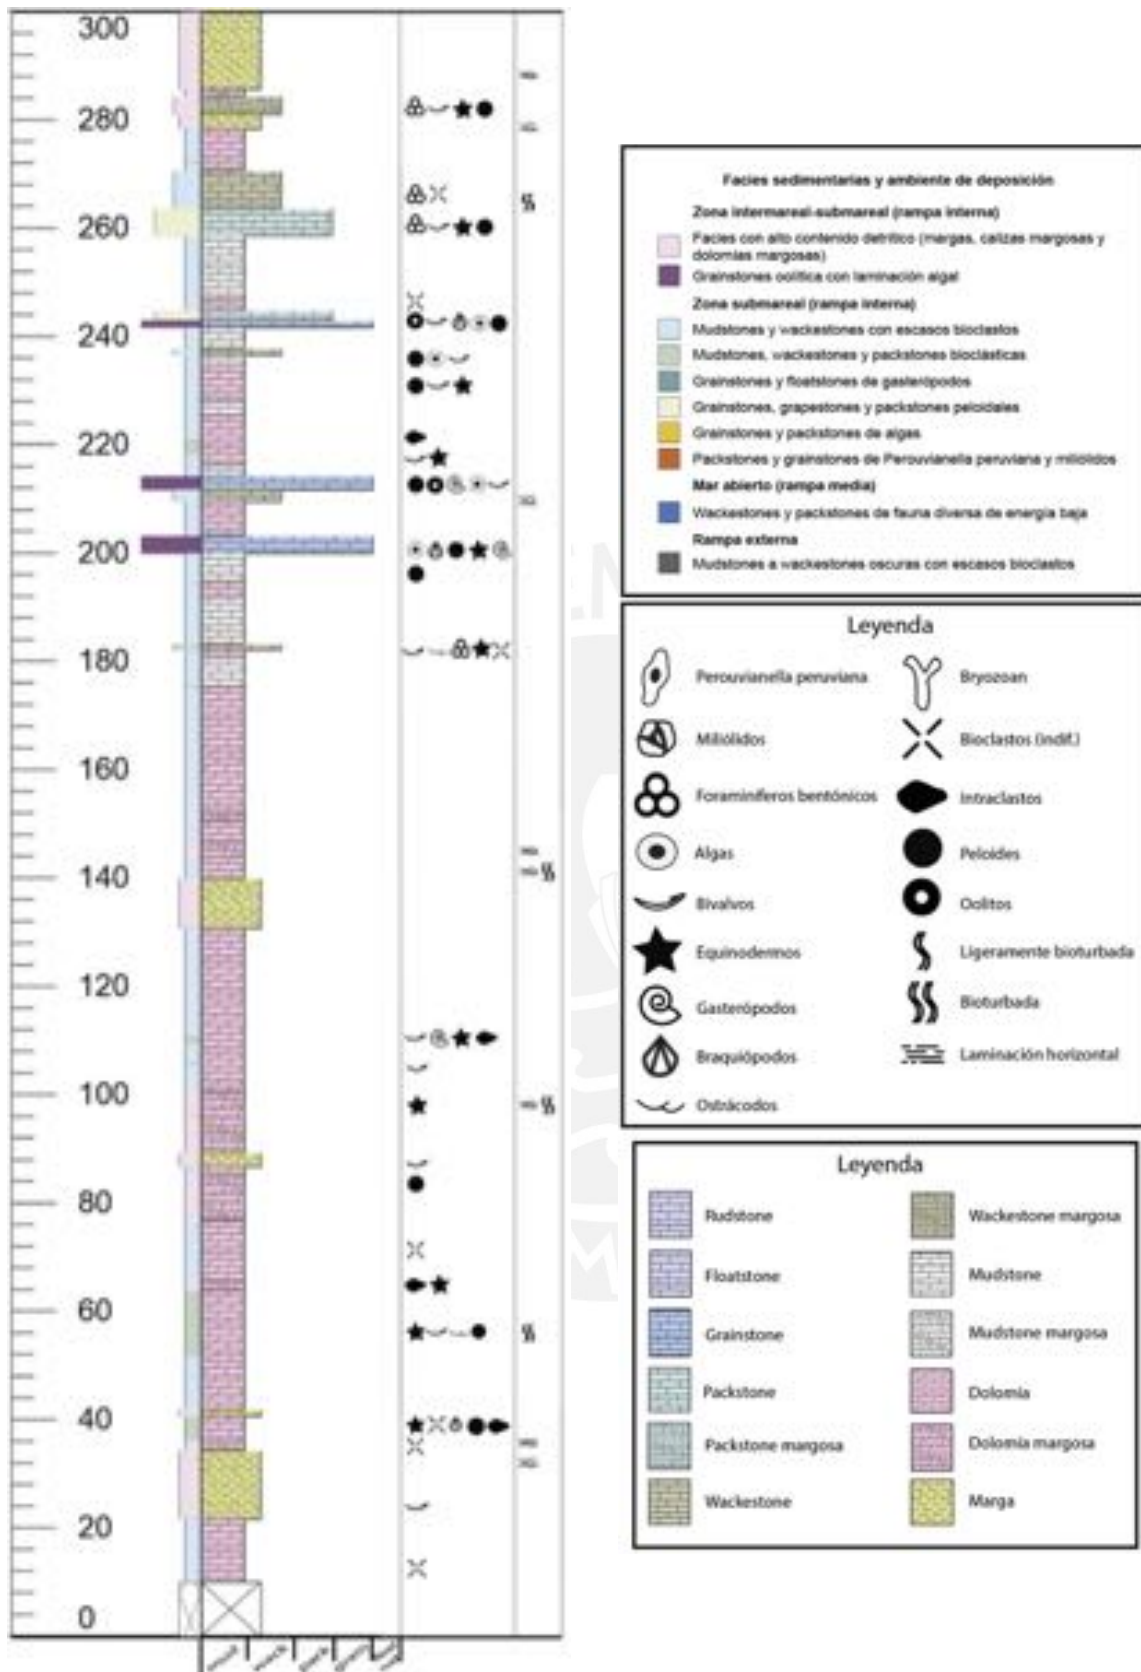 300
280
260
240
220
200
180
160
140
120
100
80
60
40
20
0
Facies sedimentarias y ambiente de deposición
Zona intermareal-submareal (rampa interna)
Facies con alto contenido detrítico (margas, calizas margosas y
dolomías margosas)
Grainstones oolítica con laminación algal
Zona submareal (rampa interna)
Mudstones y wackestones con escasos bioclastos
Mudstones, wackestones y packstones bioclásticas
Grainstones y floatstones de gasterópodos
Grainstones, grapestones y packstones peloidales
Grainstones y packstones de algas
Packstones y grainstones de Perouvianella peruviana y miliólidos
Mar abierto (rampa media)
Wackestones y packstones de fauna diversa de energía baja
Rampa externa
Mudstones a wackestones oscuras con escasos bioclastos
Leyenda
Perouvianella peruviana
Bryozoan
Miliólidos
Bioclastos (indif.)
Foraminíferos bentónicos
Intraclastos
Algas
Peloides
Bivalvos
Oolitos
Equinodermos
Ligeramente bioturbada
Gasterópodos
Bioturbada
Braquiópodos
Laminación horizontal
Ostrácodos
Leyenda
Rudstone
Wackestone margosa
Floatstone
Mudstone
Grainstone
Mudstone margosa
Packstone
Dolomía
Packstone margosa
Dolomía margosa
Wackestone
Marga